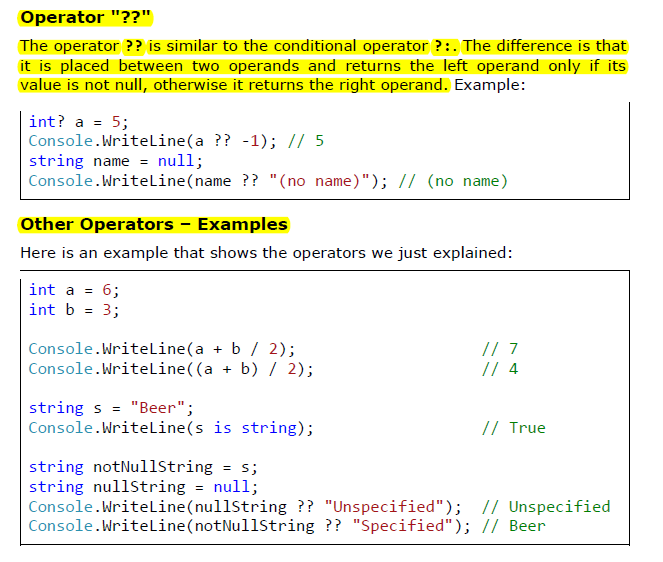 Operator "??"
The operator ?? is similar to the conditional operator ?:. The difference is that
it is placed between two operands and returns the left operand only if its
value is not null, otherwise it returns the right operand. Example:
int? a = 5;
Console.WriteLine(a ?? -1); // 5
string name = null;
Console.WriteLine(name ?? "(no name)"); // (no name)
Other Operators – Examples
Here is an example that shows the operators we just explained:
int a = 6;
int b = 3;
Console.WriteLine(a + b / 2); // 7
Console.WriteLine((a + b) / 2); // 4
string s = "Beer";
Console.WriteLine(s is string); // True
string notNullString = s;
string nullString = null;
Console.WriteLine(nullString ?? "Unspecified"); // Unspecified
Console.WriteLine(notNullString ?? "Specified"); // Beer